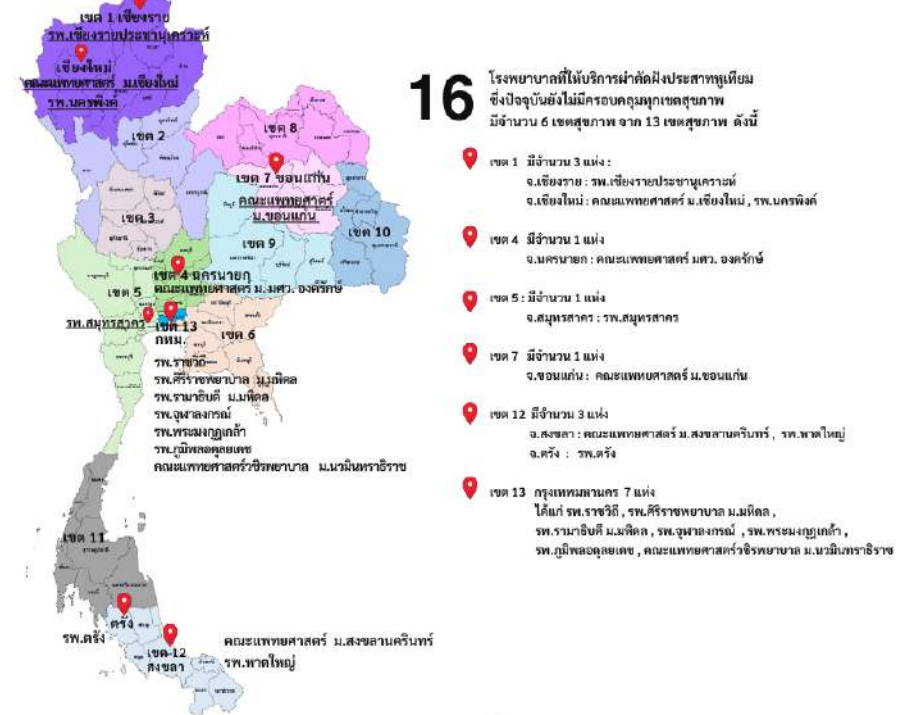 เขต 1 เชียงราย
รพ.เชียงรายประชานุเคราะห์
เชียงใหม่
คณะแพทยศาสตร์ ม.เชียงใหม่
รพ.นครพิงค์
เขต 2
เขต 8
เขต 7 ขอนแก่น
คณะแพทยศาสตร์
ม.ขอนแก่น
เขต 3
เขต 9
เขต 10
เขต 4 นครนายก
คณะแพทยศาสตร์ ม.มศว. องครักษ์
เขต 5
รพ.สมุทรสาคร
เขต 13
กทม.
เขต 6
รพ.ราชวิถี
รพ.ศิริราชพยาบาล ม.มหิดล
รพ.รามาธิบดี ม.มหิดล
รพ.จุฬาลงกรณ์
รพ.พระมงกุฎเกล้า
รพ.ภูมิพลอดุลยเดช
คณะแพทยศาสตร์วชิรพยาบาล ม.นวมินทราธิราช
เขต 11
ตรัง
รพ.ตรัง
เขต 12
สงขลา
คณะแพทยศาสตร์ ม.สงขลานครินทร์
รพ.หาดใหญ่
16
โรงพยาบาลที่ให้บริการผ่าตัดฝังประสาทหูเทียม
ซึ่งปัจจุบันยังไม่มีครอบคลุมทุกเขตสุขภาพ
มีจำนวน 6 เขตสุขภาพ จาก 13 เขตสุขภาพ ดังนี้
เขต 1 มีจำนวน 3 แห่ง :
จ.เชียงราย : รพ.เชียงรายประชานุเคราะห์
จ.เชียงใหม่ : คณะแพทยศาสตร์ ม.เชียงใหม่ , รพ.นครพิงค์
เขต 4 มีจำนวน 1 แห่ง
จ.นครนายก : คณะแพทยศาสตร์ มศว. องครักษ์
เขต 5 : มีจำนวน 1 แห่ง
จ.สมุทรสาคร : รพ.สมุทรสาคร
เขต 7 มีจำนวน 1 แห่ง
จ.ขอนแก่น : คณะแพทยศาสตร์ ม.ขอนแก่น
เขต 12 มีจำนวน 3 แห่ง
จ.สงขลา : คณะแพทยศาสตร์ ม.สงขลานครินทร์ , รพ.หาดใหญ่
จ.ตรัง : รพ.ตรัง
เขต 13 กรุงเทพมหานคร 7 แห่ง
ได้แก่ รพ.ราชวิถี , รพ.ศิริราชพยาบาล ม.มหิดล ,
รพ.รามาธิบดี ม.มหิดล , รพ.จุฬาลงกรณ์ , รพ.พระมงกุฎเกล้า ,
รพ.ภูมิพลอดุลยเดช , คณะแพทยศาสตร์วชิรพยาบาล ม.นวมินทราธิราช